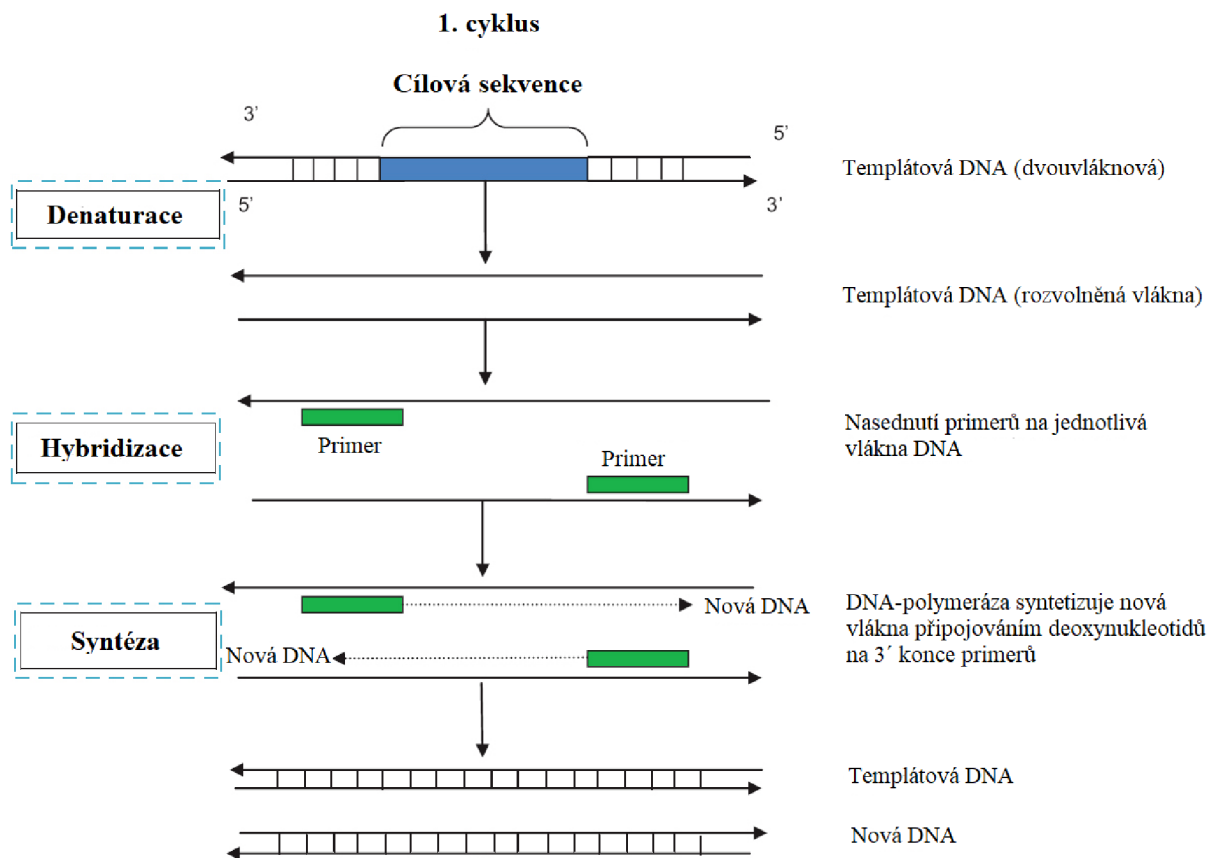 1. cyklus
Cílová sekvence
3’
5’
Templátová DNA (dvouvláknová)
Denaturace
5’
3’
Templátová DNA (rozvolněná vlákna)
Hybridizace
Primer
Nasednutí primerů na jednotlivá
vlákna DNA
Primer
Syntéza
Nová DNA
DNA-polymeráza syntetizuje nová
vlákna připojováním deoxynukleotidů
na 3´ konce primerů
Nová DNA
Templátová DNA
Nová DNA